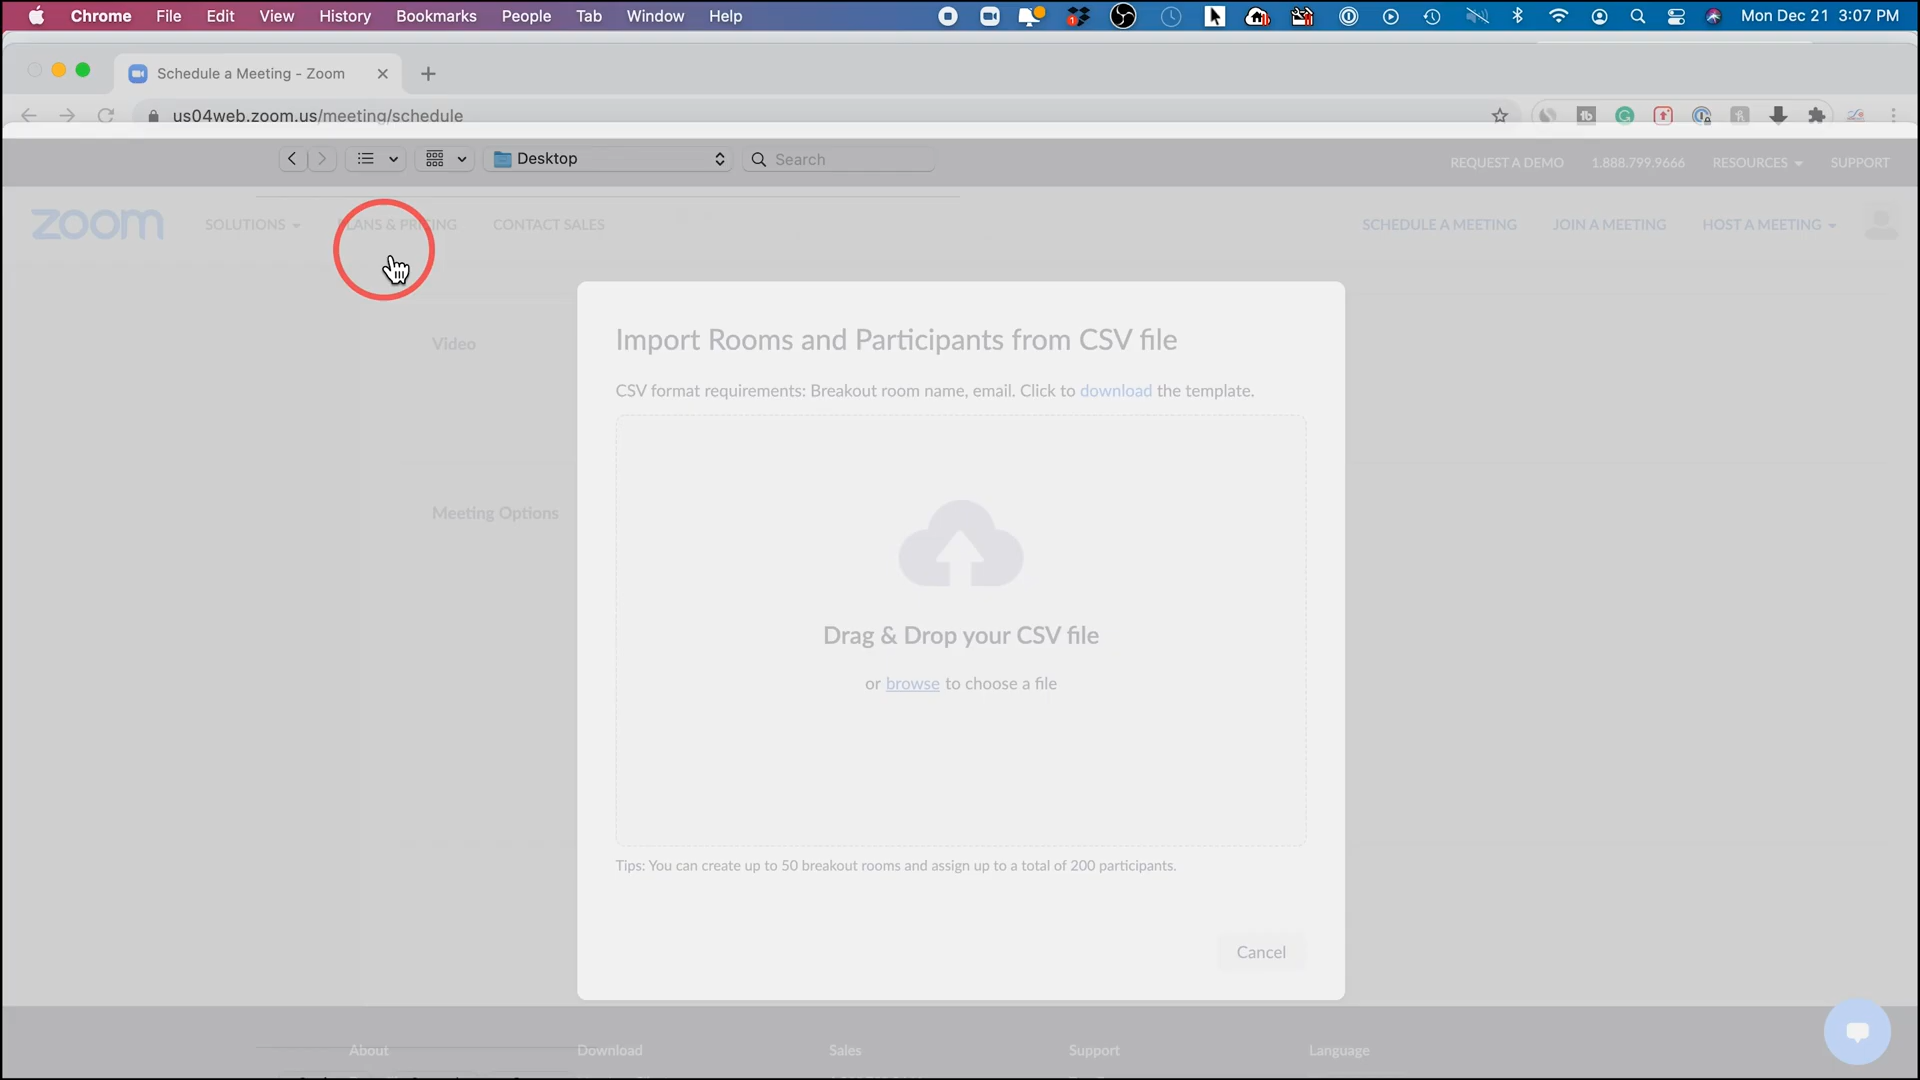 Chrome File Edit View History Bookmarks People Tab Window Help Mon Dec 21 3:07 PM
Schedule a Meeting - Zoom
us04web.zoom.us/meeting/schedule
Desktop Search REQUEST A DEMO 1.888.799.9666 RESOURCES SUPPORT
zoom SOLUTIONS PLANS & PRICING CONTACT SALES SCHEDULE A MEETING JOIN A MEETING HOST A MEETING
Import Rooms and Participants from CSV file
Video
CSV format requirements: Breakout room name, email. Click to download the template.
Meeting Options
Drag & Drop your CSV file
or browse to choose a file
Tips: You can create up to 50 breakout rooms and assign up to a total of 200 participants.
Cancel
About Download Sales Support Language